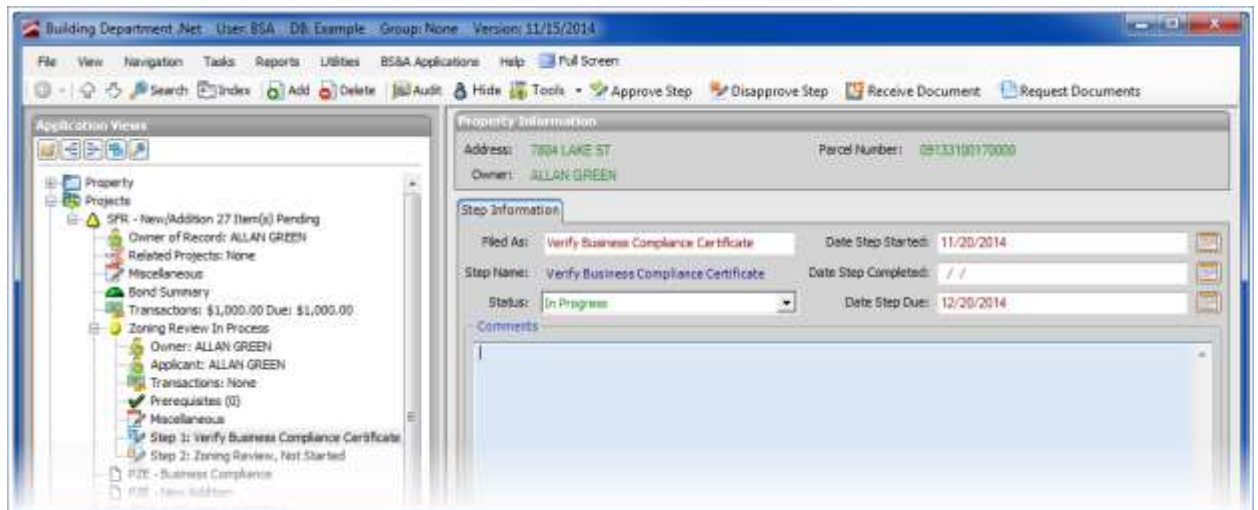 Building Department .Net   User: BSA   DB: Example   Group: None   Version: 11/15/2014
File   View   Navigation   Tasks   Reports   Utilities   BS&A Applications   Help   Full Screen
Search   Index   Add   Delete   Audit   Hide   Tools   Approve Step   Disapprove Step   Receive Document   Request Documents
Application Views
Property
Projects
SFR - New/Addition 27 Item(s) Pending
Owner of Record: ALLAN GREEN
Related Projects: None
Miscellaneous
Bond Summary
Transactions: $1,000.00 Due: $1,000.00
Zoning Review In Process
Owner: ALLAN GREEN
Applicant: ALLAN GREEN
Transactions: None
Prerequisites (0)
Miscellaneous
Step 1: Verify Business Compliance Certificate,
Step 2: Zoning Review, Not Started
PZE - Business Compliance
PZE - New Addition
Property Information
Address:   7804 LAKE ST   Parcel Number:   09133100170000
Owner:   ALLAN GREEN
Step Information
Filed As:   Verify Business Compliance Certificate   Date Step Started:   11/20/2014
Step Name:   Verify Business Compliance Certificate   Date Step Completed:   / /
Status:   In Progress   Date Step Due:   12/20/2014
Comments